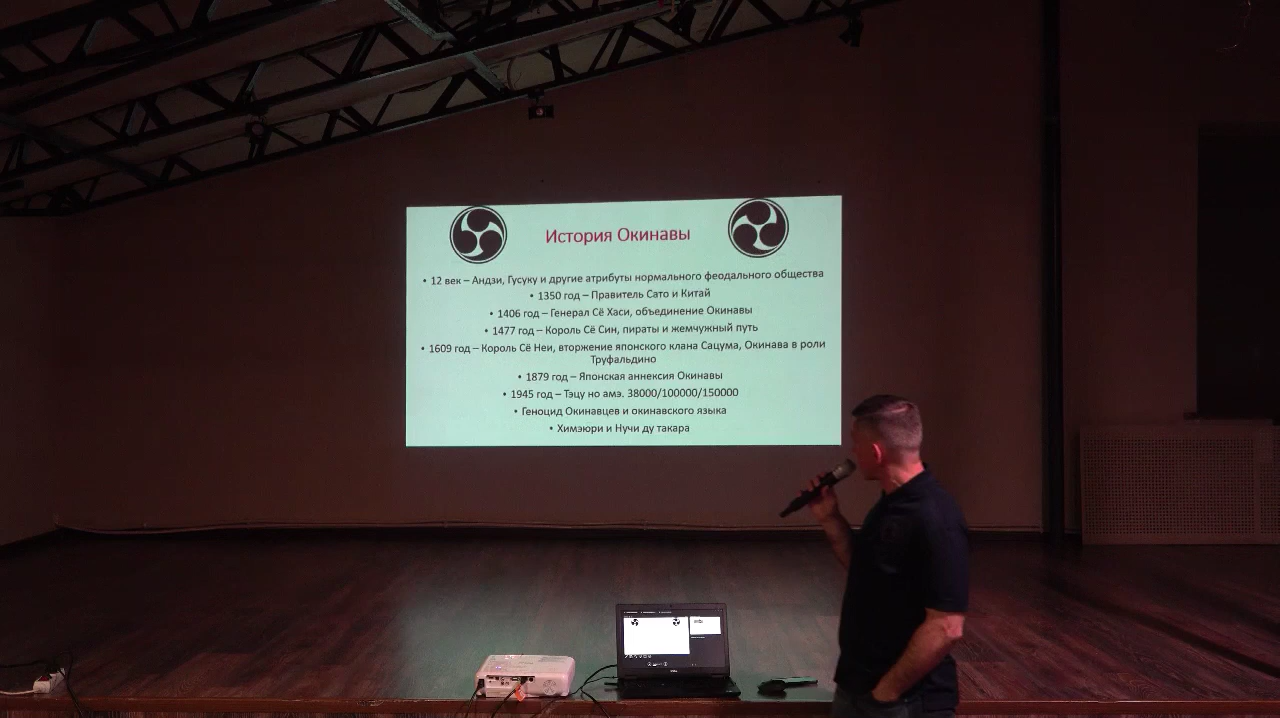 История Окинавы
• 12 век – Андзи, Гусуку и другие атрибуты нормального феодального общества
• 1350 год – Правитель Сато и Китай
• 1406 год – Генерал Сё Хаси, объединение Окинавы
• 1477 год – Король Сё Син, пираты и жемчужный путь
• 1609 год – Король Сё Неи, вторжение японского клана Сацума, Окинава в роли
Труфальдино
• 1879 год – Японская аннексия Окинавы
• 1945 год – Тэцу но амэ. 38000/100000/150000
• Геноцид Окинавцев и окинавского языка
• Химэюри и Нучи ду такара